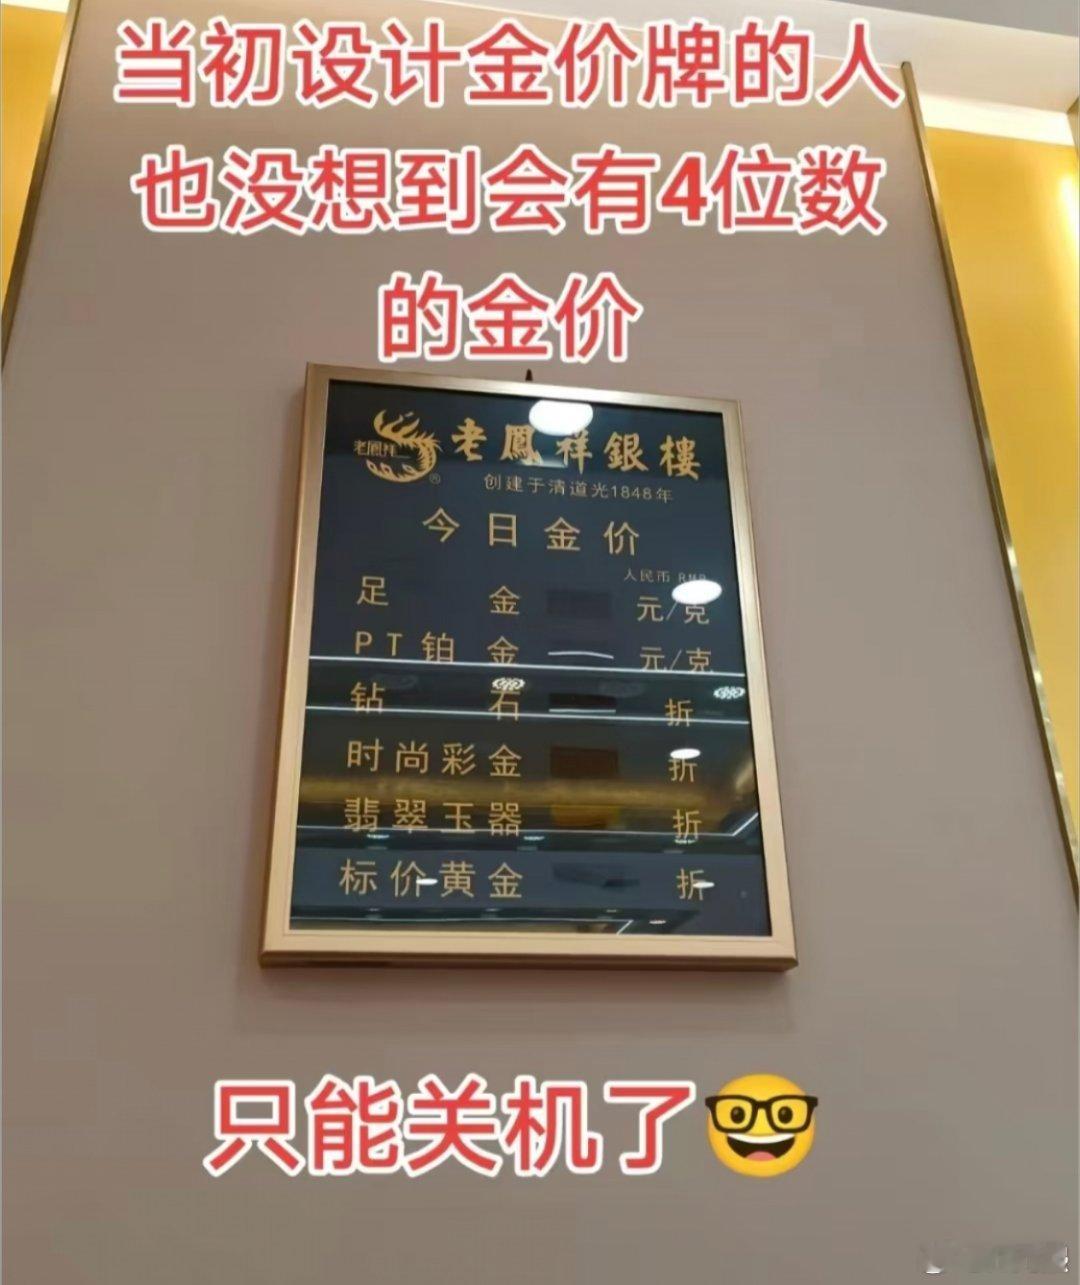 当初设计金价牌的人
也没想到会有4位数
的金价
老鳳祥
老鳳祥銀樓
创建于清道光1848年
今日金价
人民币 RMB
足金 元/克
PT铂金 元/克
钻石 折
时尚彩金 折
翡翠玉器 折
标价黄金 折
只能关机了🤓